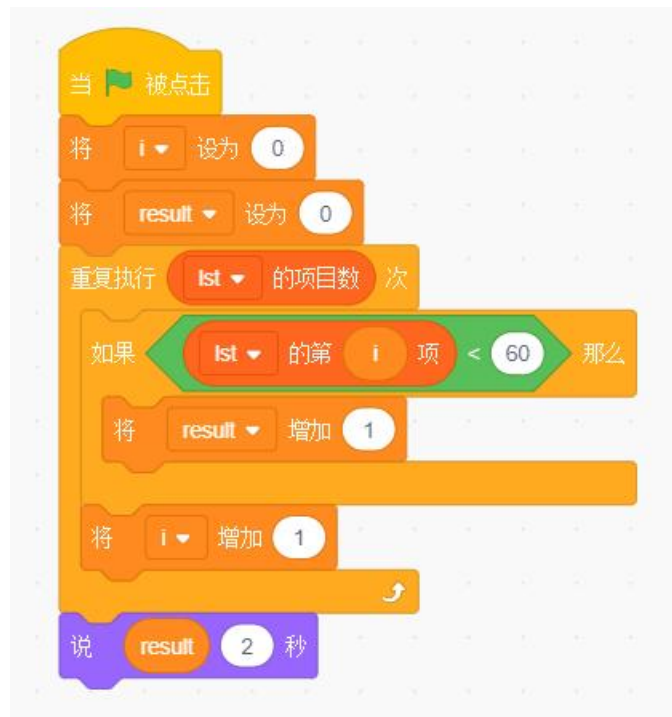 当 被点击
将 i 设为 0
将 result 设为 0
重复执行 lst 的项目数 次
如果 lst 的第 i 项 < 60 那么
将 result 增加 1
将 i 增加 1
说 result 2 秒